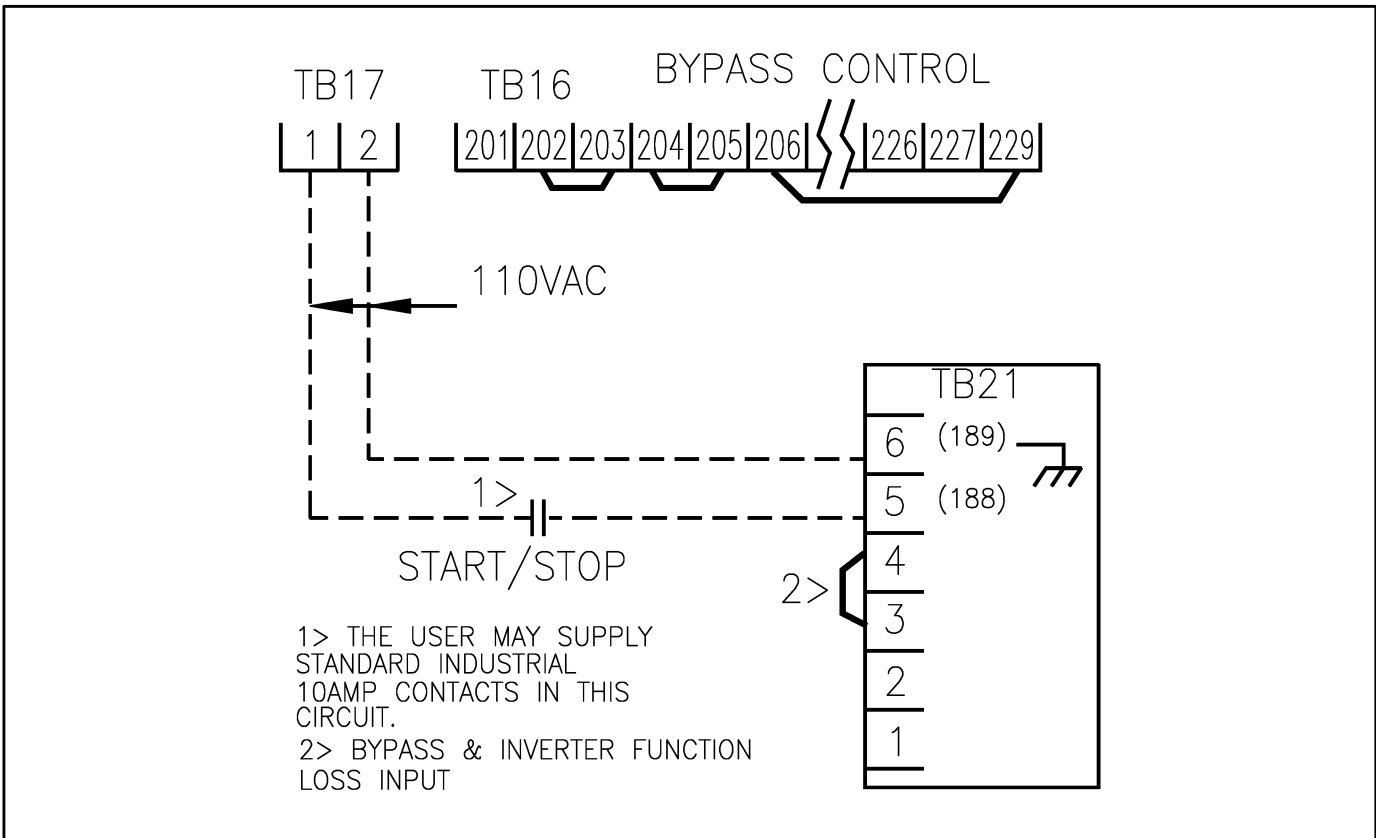 BYPASS CONTROL
TB17 TB16
1 2 201 202 203 204 205 206 226 227 229
110VAC
TB21
6 (189)
1> 5 (188)
START/STOP 4
2> 3
2
1
1> THE USER MAY SUPPLY
STANDARD INDUSTRIAL
10AMP CONTACTS IN THIS
CIRCUIT.
2> BYPASS & INVERTER FUNCTION
LOSS INPUT